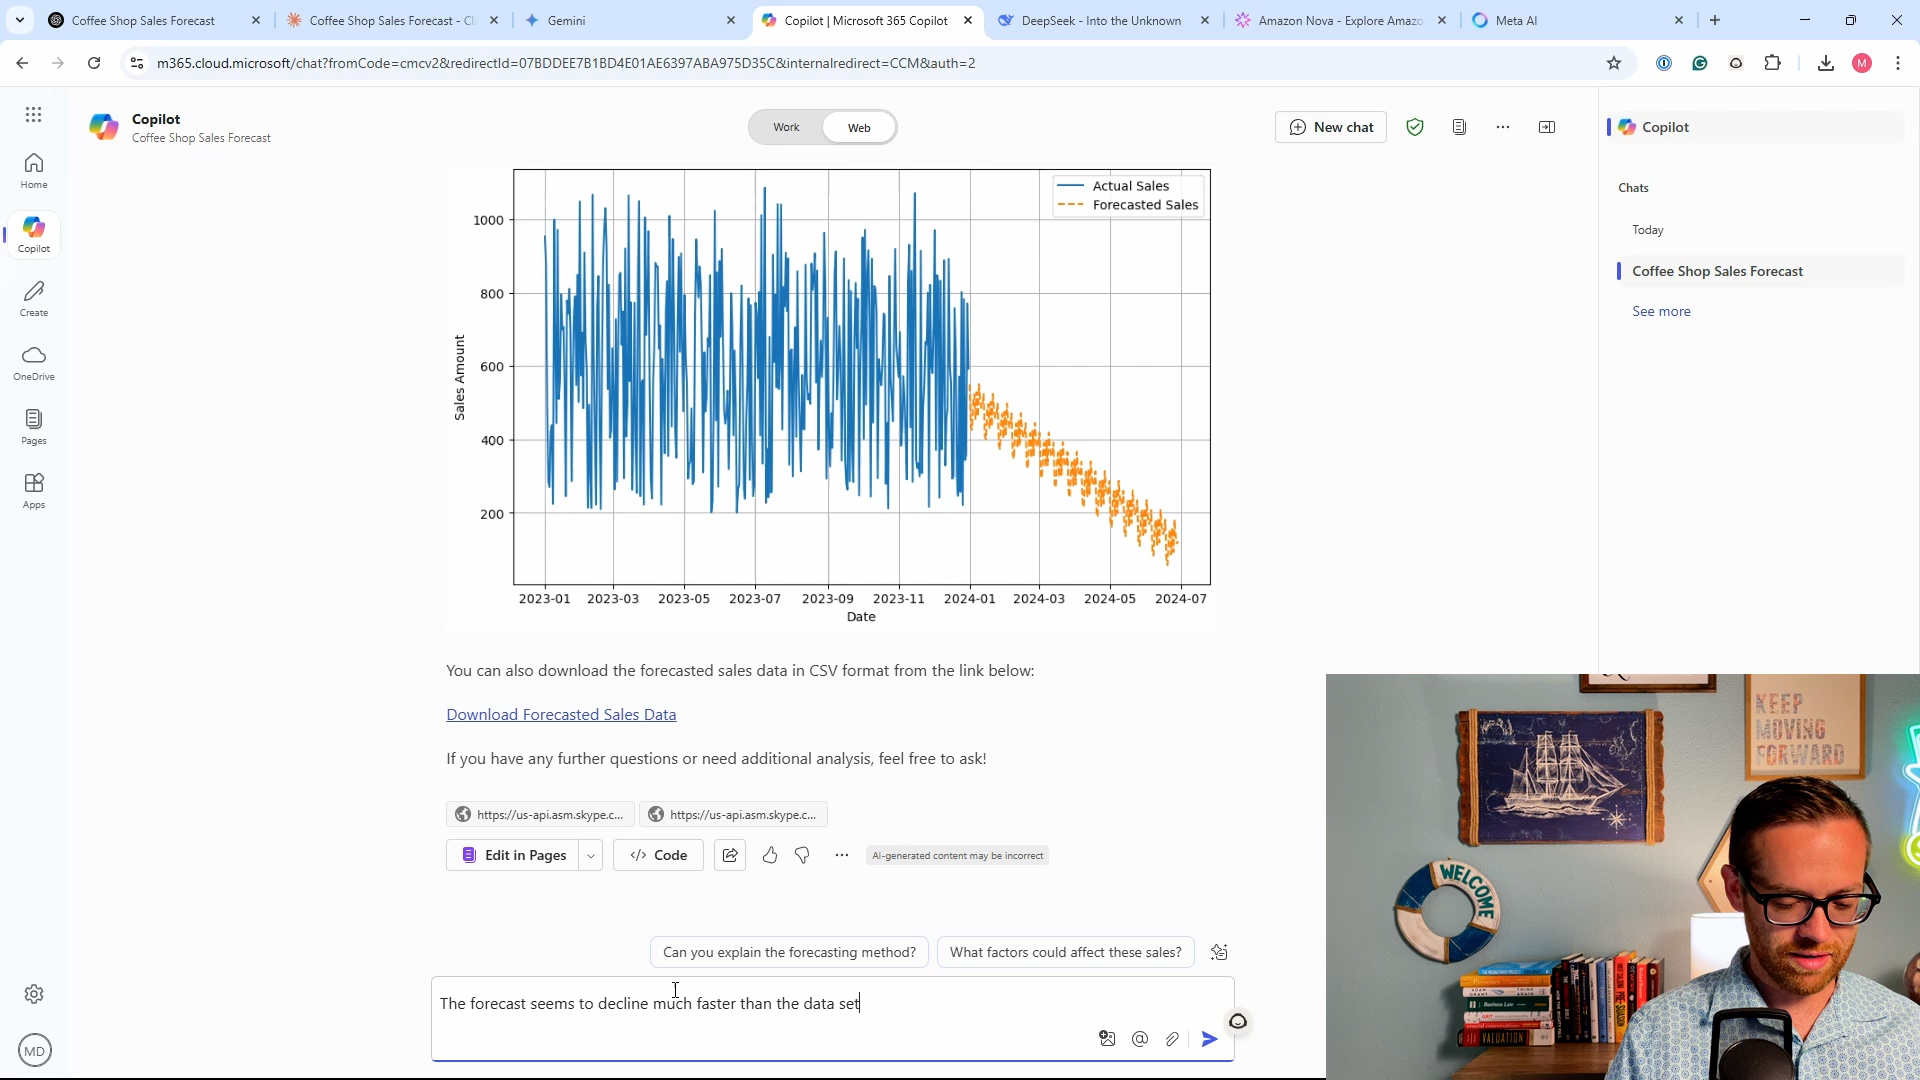 Coffee Shop Sales Forecast
Coffee Shop Sales Forecast - Cl
Gemini
Copilot | Microsoft 365 Copilot
DeepSeek - Into the Unknown
Amazon Nova - Explore Amazo
Meta AI
m365.cloud.microsoft/chat?fromCode=cmcv2&redirectId=07BDDEE7B1BD4E01AE6397ABA975D35C&internalredirect=CCM&auth=2
M
Copilot
Coffee Shop Sales Forecast
Work
Web
New chat
Copilot
Home
Copilot
Create
OneDrive
Pages
Apps
MD
Chats
Today
Coffee Shop Sales Forecast
See more
Actual Sales
Forecasted Sales
1000
800
600
400
200
Sales Amount
2023-01 2023-03 2023-05 2023-07 2023-09 2023-11 2024-01 2024-03 2024-05 2024-07
Date
You can also download the forecasted sales data in CSV format from the link below:
Download Forecasted Sales Data
If you have any further questions or need additional analysis, feel free to ask!
https://us-api.asm.skype.c...
https://us-api.asm.skype.c...
Edit in Pages
</> Code
AI-generated content may be incorrect
Can you explain the forecasting method?
What factors could affect these sales?
The forecast seems to decline much faster than the data set
KEEP
MOVING
FORWARD
WELCOME
VALUATION